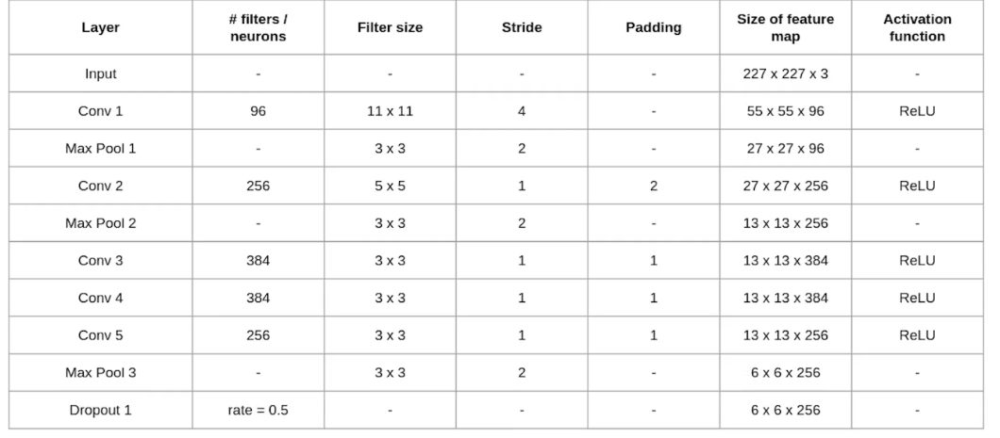 Layer # filters / neurons Filter size Stride Padding Size of feature map Activation function
Input - - - - 227 x 227 x 3 -
Conv 1 96 11 x 11 4 - 55 x 55 x 96 ReLU
Max Pool 1 - 3 x 3 2 - 27 x 27 x 96 -
Conv 2 256 5 x 5 1 2 27 x 27 x 256 ReLU
Max Pool 2 - 3 x 3 2 - 13 x 13 x 256 -
Conv 3 384 3 x 3 1 1 13 x 13 x 384 ReLU
Conv 4 384 3 x 3 1 1 13 x 13 x 384 ReLU
Conv 5 256 3 x 3 1 1 13 x 13 x 256 ReLU
Max Pool 3 - 3 x 3 2 - 6 x 6 x 256 -
Dropout 1 rate = 0.5 - - - 6 x 6 x 256 -